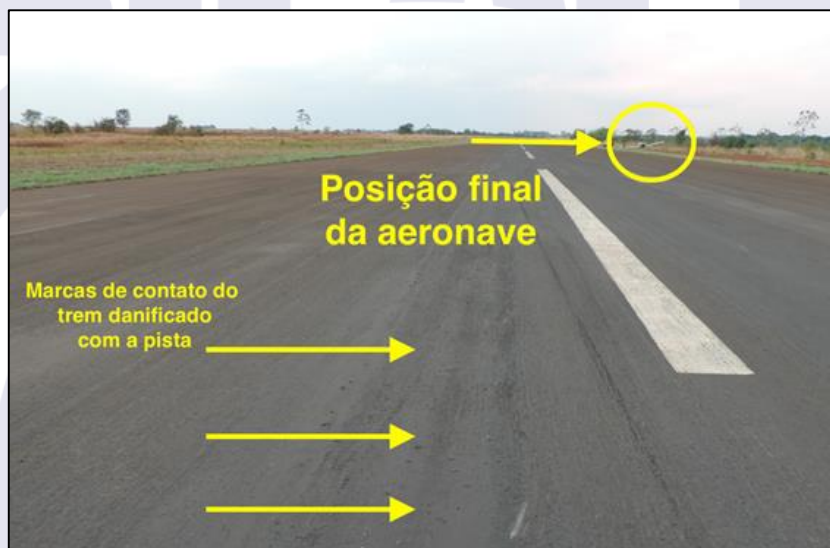 Posição final
da aeronave
Marcas de contato do
trem danificado
com a pista